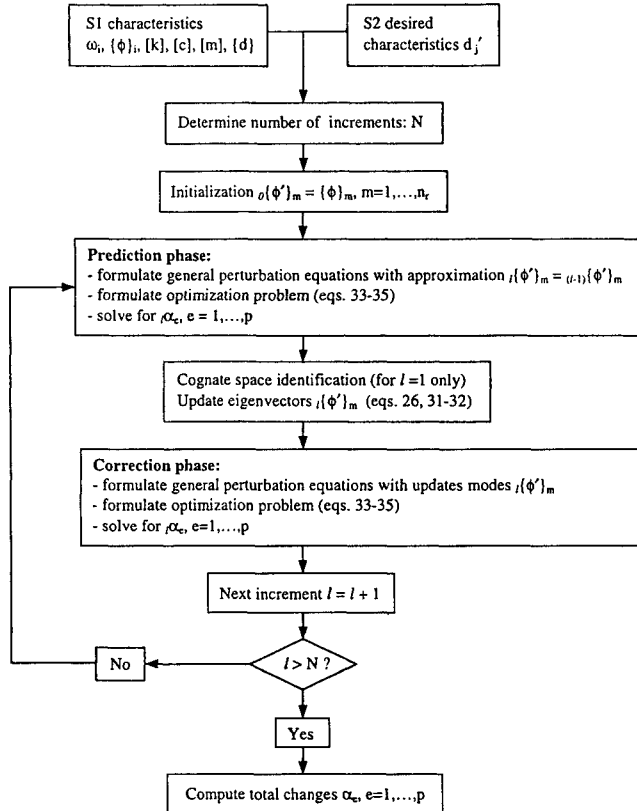 S1 characteristics
ωᵢ, {ϕ}ᵢ, [k], [c], [m], {d}
S2 desired
characteristics dⱼ′
Determine number of increments: N
Initialization ₀{ϕ′}ₘ = {ϕ}ₘ, m=1,...,nᵣ
Prediction phase:
- formulate general perturbation equations with approximation ₗ{ϕ′}ₘ = ₍ₗ₋₁₎{ϕ′}ₘ
- formulate optimization problem (eqs. 33-35)
- solve for ₗαₑ, e = 1,...,p
Cognate space identification (for l =1 only)
Update eigenvectors ₗ{ϕ′}ₘ (eqs. 26, 31-32)
Correction phase:
- formulate general perturbation equations with updates modes ₗ{ϕ′}ₘ
- formulate optimization problem (eqs. 33-35)
- solve for ₗαₑ, e=1,...,p
Next increment l = l + 1
l > N ?
No
Yes
Compute total changes αₑ, e=1,...,p